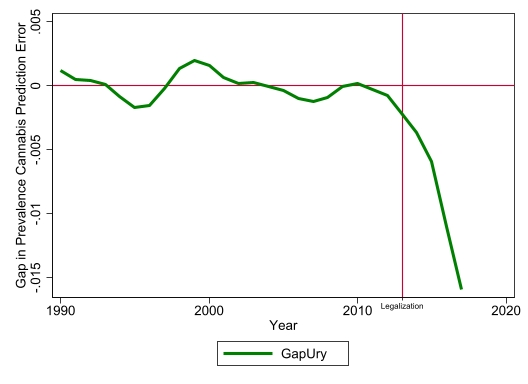 Gap in Prevalence Cannabis Prediction Error
.005
0
-.005
-.01
-.015
1990
2000
2010
2020
Legalization
Year
GapUry